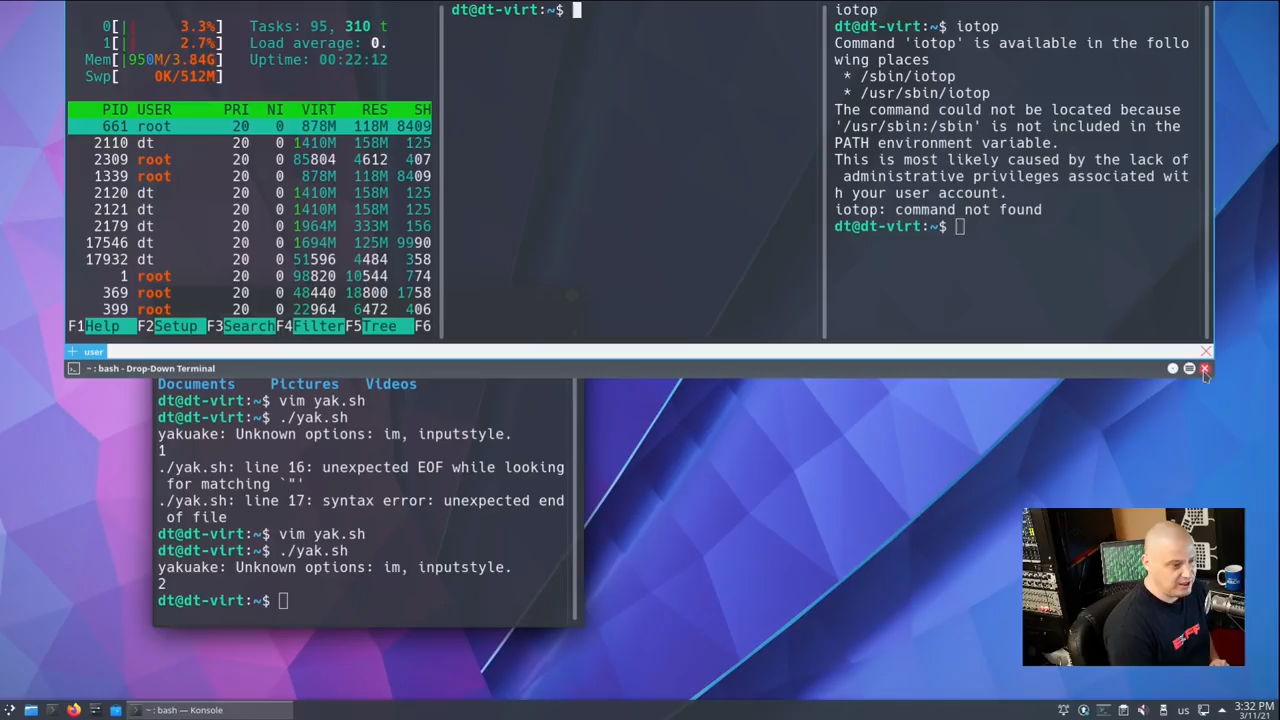 0[| 3.3%] Tasks: 95, 310 t
1[| 2.7%] Load average: 0.
Mem[|950M/3.84G] Uptime: 00:22:12
Swp[ 0K/512M]
PID USER PRI NI VIRT RES SH
661 root 20 0 878M 118M 8409
2110 dt 20 0 1410M 158M 125
2309 root 20 0 85804 4612 407
1339 root 20 0 878M 118M 8409
2120 dt 20 0 1410M 158M 125
2121 dt 20 0 1410M 158M 125
2179 dt 20 0 1964M 333M 156
17546 dt 20 0 1694M 125M 9990
17932 dt 20 0 51596 4484 358
1 root 20 0 98820 10544 774
369 root 20 0 48440 18800 1758
399 root 20 0 22964 6472 406
F1Help F2Setup F3Search F4Filter F5Tree F6
dt@dt-virt:~$
iotop
dt@dt-virt:~$ iotop
Command 'iotop' is available in the follo
wing places
* /sbin/iotop
* /usr/sbin/iotop
The command could not be located because
'/usr/sbin:/sbin' is not included in the
PATH environment variable.
This is most likely caused by the lack of
administrative privileges associated wit
h your user account.
iotop: command not found
dt@dt-virt:~$
user
~ : bash - Drop-Down Terminal
Documents Pictures Videos
dt@dt-virt:~$ vim yak.sh
dt@dt-virt:~$ ./yak.sh
yakuake: Unknown options: im, inputstyle.
1
./yak.sh: line 16: unexpected EOF while looking
for matching `"'
./yak.sh: line 17: syntax error: unexpected end
of file
dt@dt-virt:~$ vim yak.sh
dt@dt-virt:~$ ./yak.sh
yakuake: Unknown options: im, inputstyle.
2
dt@dt-virt:~$
~ : bash — Konsole
us
3:32 PM
3/11/21